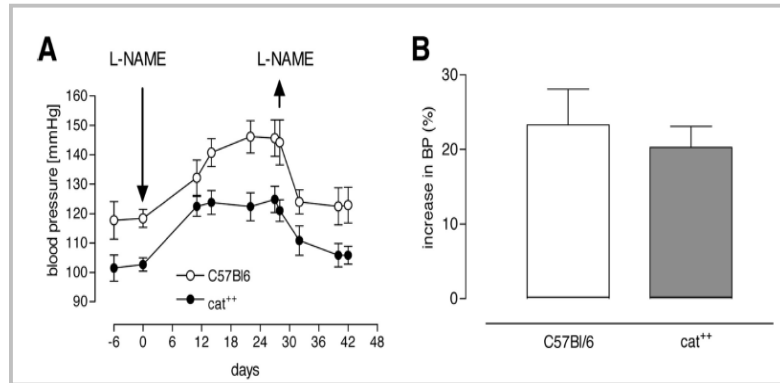 A
B
L-NAME
L-NAME
blood pressure [mmHg]
160
150
140
130
120
110
100
90
C57Bl6
cat++
-6 0 6 12 18 24 30 36 42 48
days
increase in BP (%)
30
20
10
0
C57Bl/6
cat++